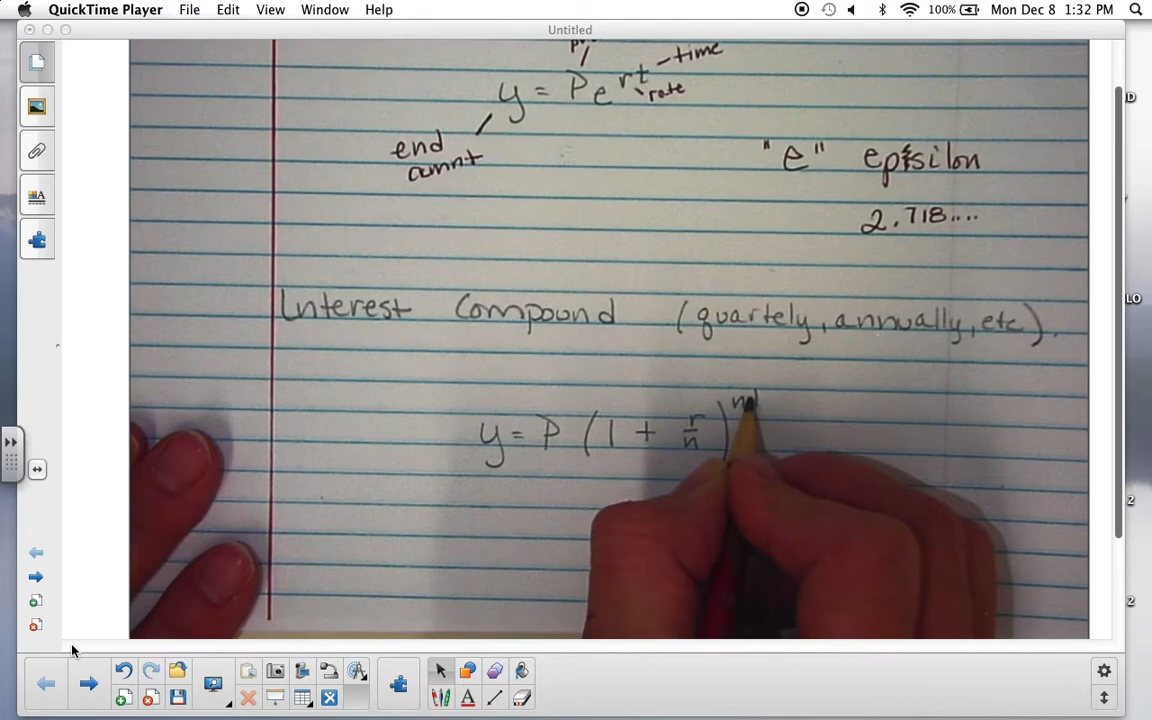 QuickTime Player File Edit View Window Help 100% Mon Dec 8 1:32 PM
Untitled
y = Pe^rt
time
rate
end
"e" epsilon
2.718....
Interest Compound (quartely, annually, etc).
y = P (1 + r/n)